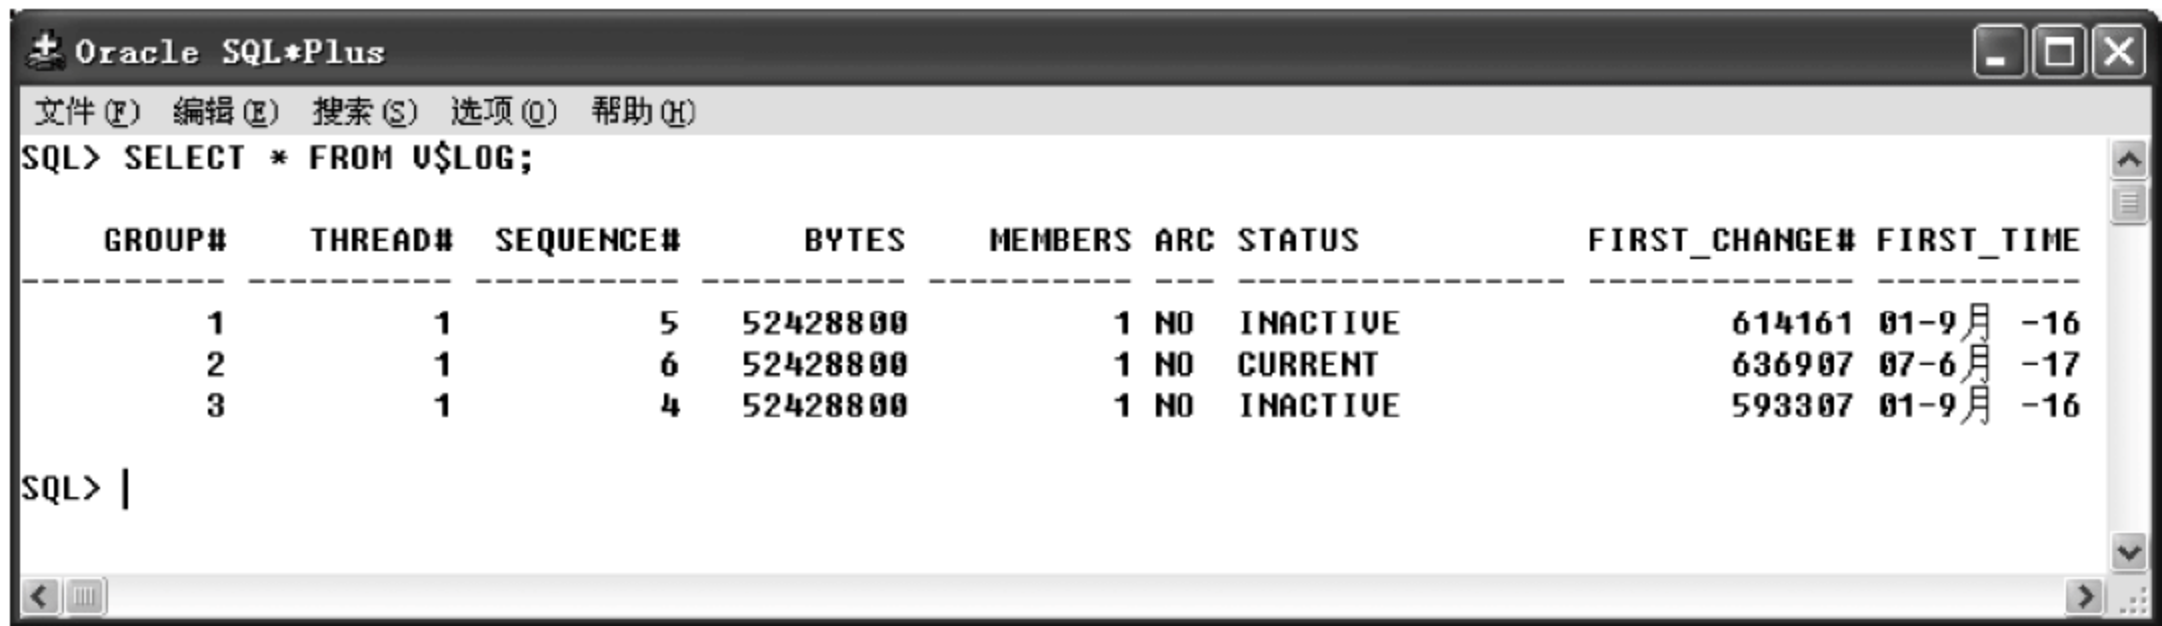 Oracle SQL*Plus
文件(F) 编辑(E) 搜索(S) 选项(O) 帮助(H)
SQL> SELECT * FROM V$LOG;
GROUP# THREAD# SEQUENCE# BYTES MEMBERS ARC STATUS FIRST_CHANGE# FIRST_TIME
---------- ---------- ---------- ---------- ---------- --- ---------------- ------------- ----------
1 1 5 52428800 1 NO INACTIVE 614161 01-9月 -16
2 1 6 52428800 1 NO CURRENT 636907 07-6月 -17
3 1 4 52428800 1 NO INACTIVE 593307 01-9月 -16
SQL>